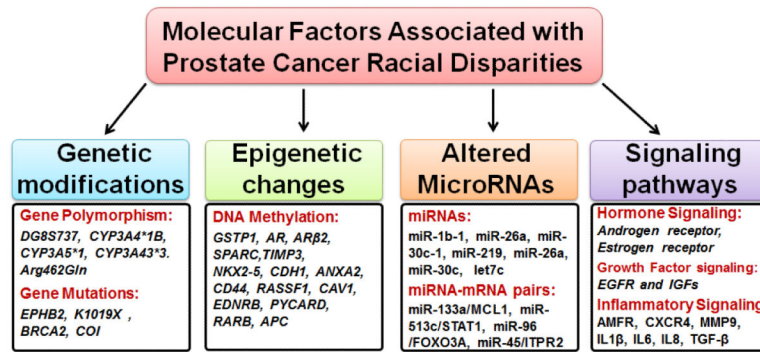 Molecular Factors Associated with
Prostate Cancer Racial Disparities
Genetic
modifications
Gene Polymorphism:
DG8S737, CYP3A4*1B,
CYP3A5*1, CYP3A43*3.
Arg462Gln
Gene Mutations:
EPHB2, K1019X ,
BRCA2, COI
Epigenetic
changes
DNA Methylation:
GSTP1, AR, ARβ2,
SPARC,TIMP3,
NKX2-5, CDH1, ANXA2,
CD44, RASSF1, CAV1,
EDNRB, PYCARD,
RARB, APC
Altered
MicroRNAs
miRNAs:
miR-1b-1, miR-26a, miR-
30c-1, miR-219, miR-26a,
miR-30c, let7c
miRNA-mRNA pairs:
miR-133a/MCL1, miR-
513c/STAT1, miR-96
/FOXO3A, miR-45/ITPR2
Signaling
pathways
Hormone Signaling:
Androgen receptor,
Estrogen receptor
Growth Factor signaling:
EGFR and IGFs
Inflammatory Signaling
AMFR, CXCR4, MMP9,
IL1β, IL6, IL8, TGF-β